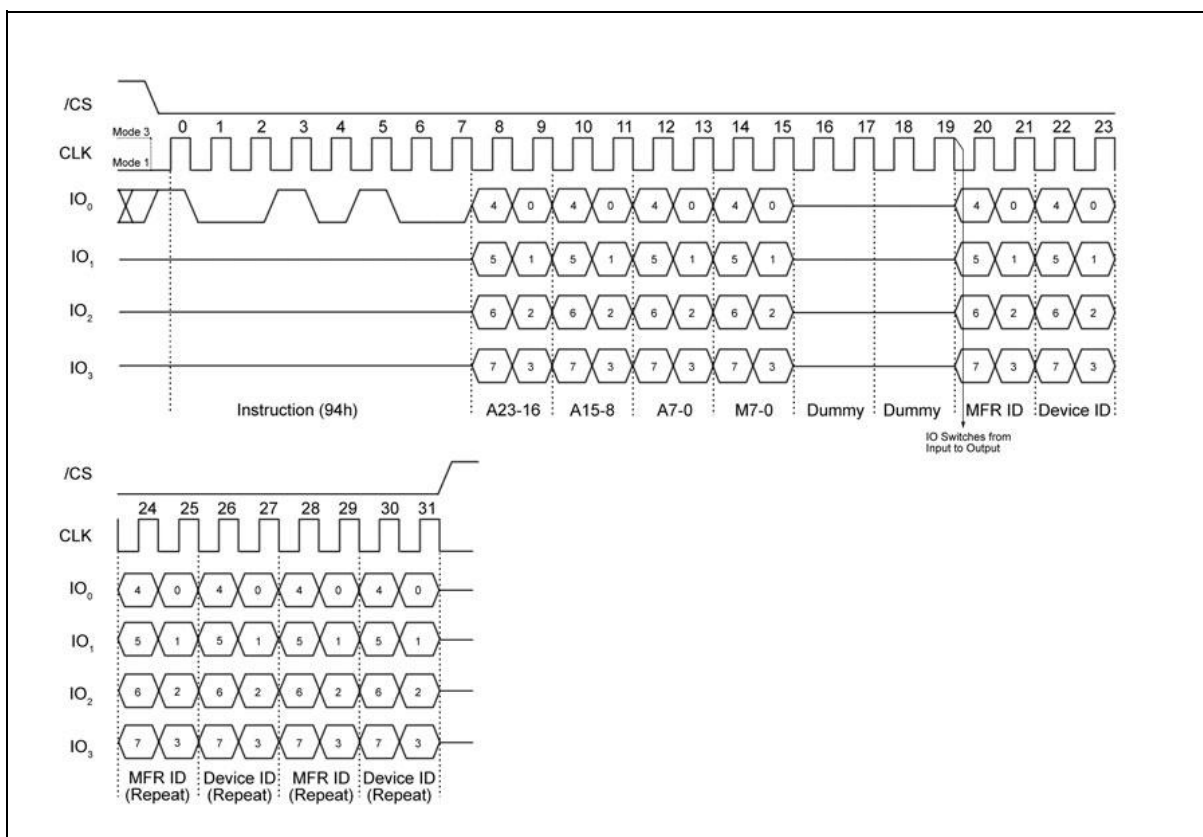 /CS
Mode 3
0 1 2 3 4 5 6 7 8 9 10 11 12 13 14 15 16 17 18 19 20 21 22 23
CLK
Mode 1
IO0 4 0 4 0 4 0 4 0 4 0 4 0
IO1 5 1 5 1 5 1 5 1 5 1 5 1
IO2 6 2 6 2 6 2 6 2 6 2 6 2
IO3 7 3 7 3 7 3 7 3 7 3 7 3
Instruction (94h) A23-16 A15-8 A7-0 M7-0 Dummy Dummy MFR ID Device ID
IO Switches from
Input to Output
/CS
24 25 26 27 28 29 30 31
CLK
IO0 4 0 4 0 4 0 4 0
IO1 5 1 5 1 5 1 5 1
IO2 6 2 6 2 6 2 6 2
IO3 7 3 7 3 7 3 7 3
MFR ID Device ID MFR ID Device ID
(Repeat) (Repeat) (Repeat) (Repeat)